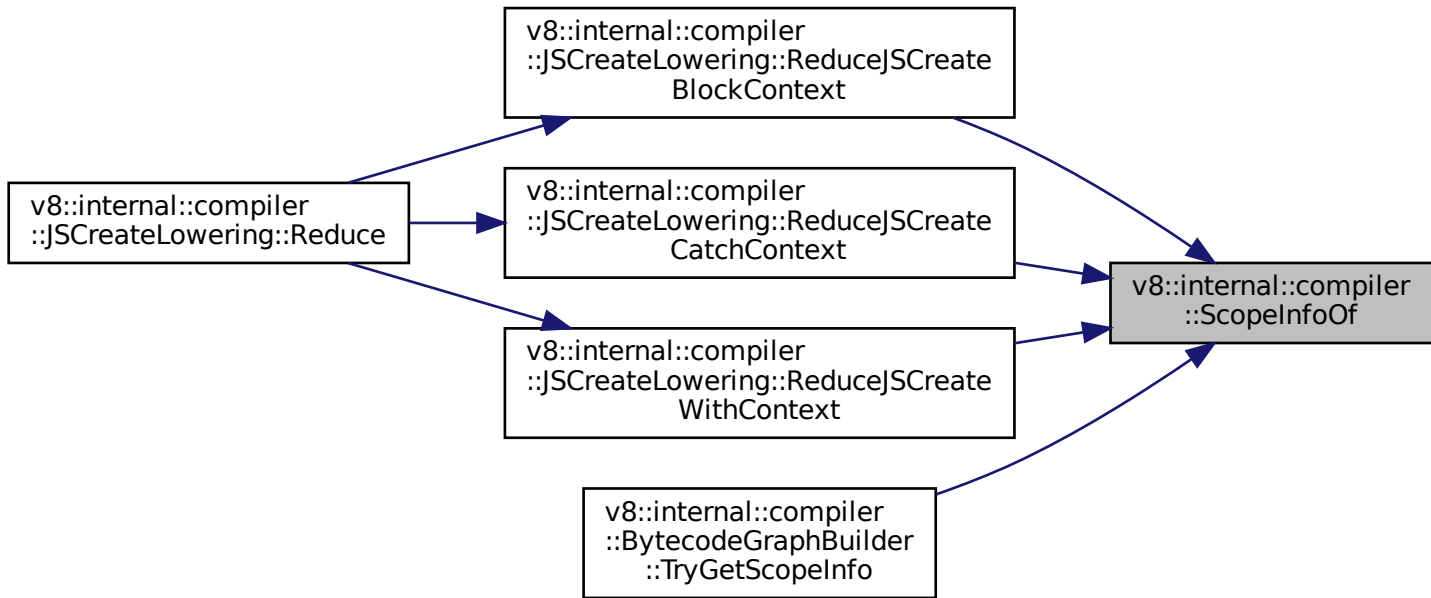 v8::internal::compiler
::JSCreateLowering::Reduce
v8::internal::compiler
::JSCreateLowering::ReduceJSCreate
BlockContext
v8::internal::compiler
::JSCreateLowering::ReduceJSCreate
CatchContext
v8::internal::compiler
::JSCreateLowering::ReduceJSCreate
WithContext
v8::internal::compiler
::BytecodeGraphBuilder
::TryGetScopeInfo
v8::internal::compiler
::ScopeInfoOf